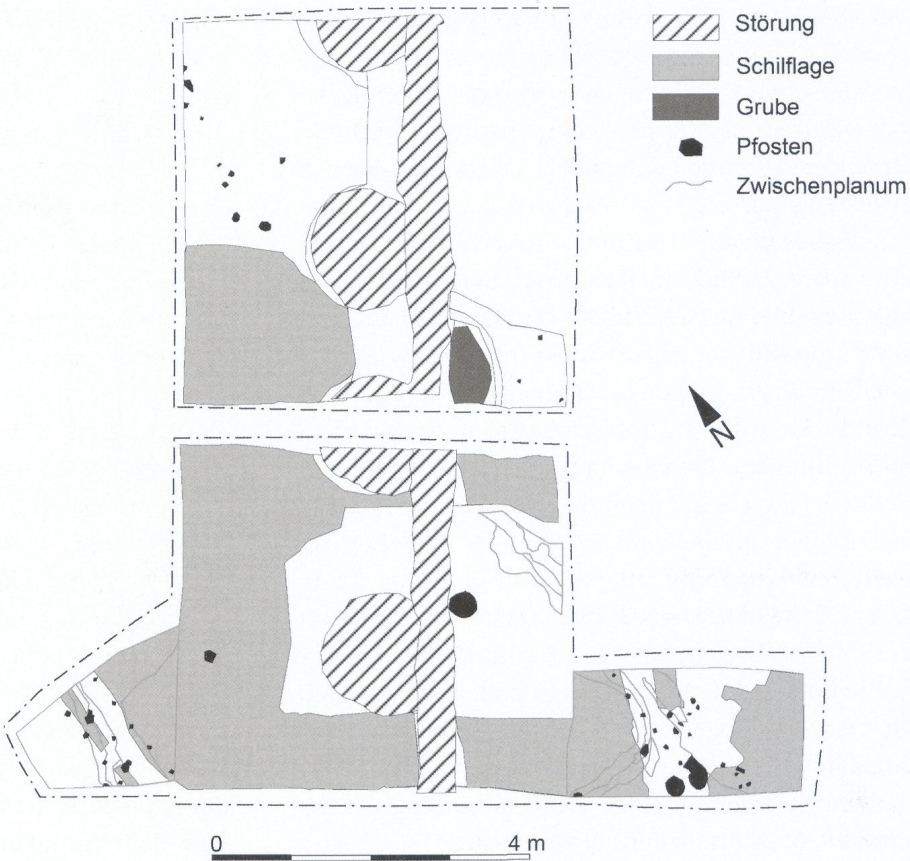 Störung
Schilflage
Grube
Pfosten
Zwischenplanum
N
0 4 m